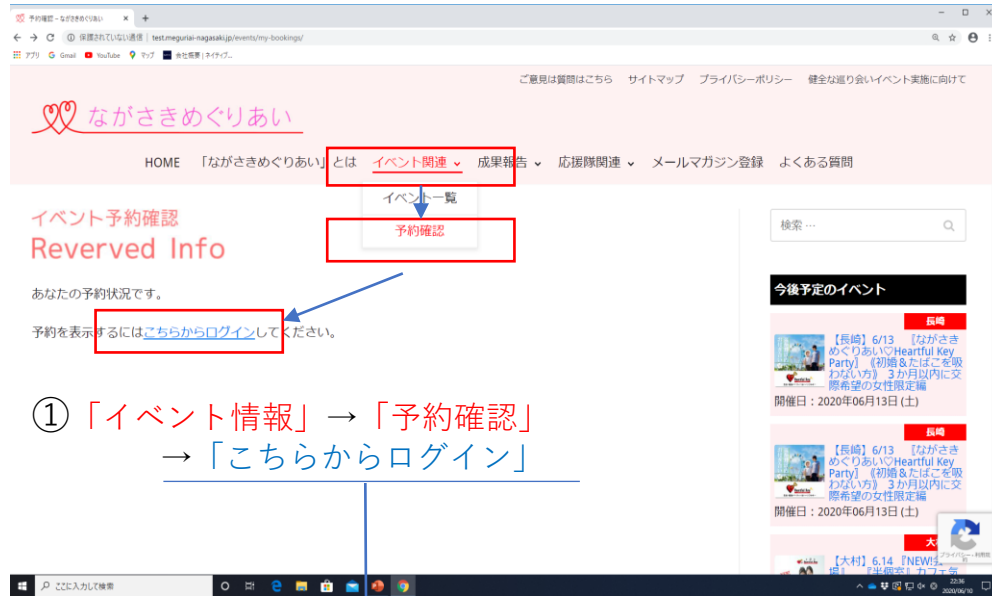 予約確認 – ながさきめぐりあい
保護されていない通信 | test.meguriai-nagasaki.jp/events/my-bookings/
アプリ Gmail YouTube マップ 会社概要 | ネイティブ...
ご意見は質問はこちら サイトマップ プライバシーポリシー 健全な巡り会いイベント実施に向けて
ながさきめぐりあい
HOME 「ながさきめぐりあい」とは イベント関連 成果報告 応援隊関連 メールマガジン登録 よくある質問
イベント一覧
予約確認
イベント予約確認
Reverved Info
あなたの予約状況です。
予約を表示するにはこちらからログインしてください。
①「イベント情報」→「予約確認」
→「こちらからログイン」
検索 …
今後予定のイベント
長崎
【長崎】6/13 『ながさき
めぐりあい♡Heartful Key
Party』《初婚&たばこを吸
わない方》 3か月以内に交
際希望の女性限定編
開催日：2020年06月13日(土)
長崎
【長崎】6/13 『ながさき
めぐりあい♡Heartful Key
Party』《初婚&たばこを吸
わない方》 3か月以内に交
際希望の女性限定編
開催日：2020年06月13日(土)
【大村】6.14 『NEW!
『半個室』カフェ気
ここに入力して検索
22:36
2020/06/10